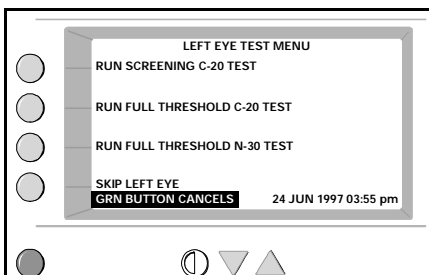 LEFT EYE TEST MENU
RUN SCREENING C-20 TEST
RUN FULL THRESHOLD C-20 TEST
RUN FULL THRESHOLD N-30 TEST
SKIP LEFT EYE
GRN BUTTON CANCELS 24 JUN 1997 03:55 pm